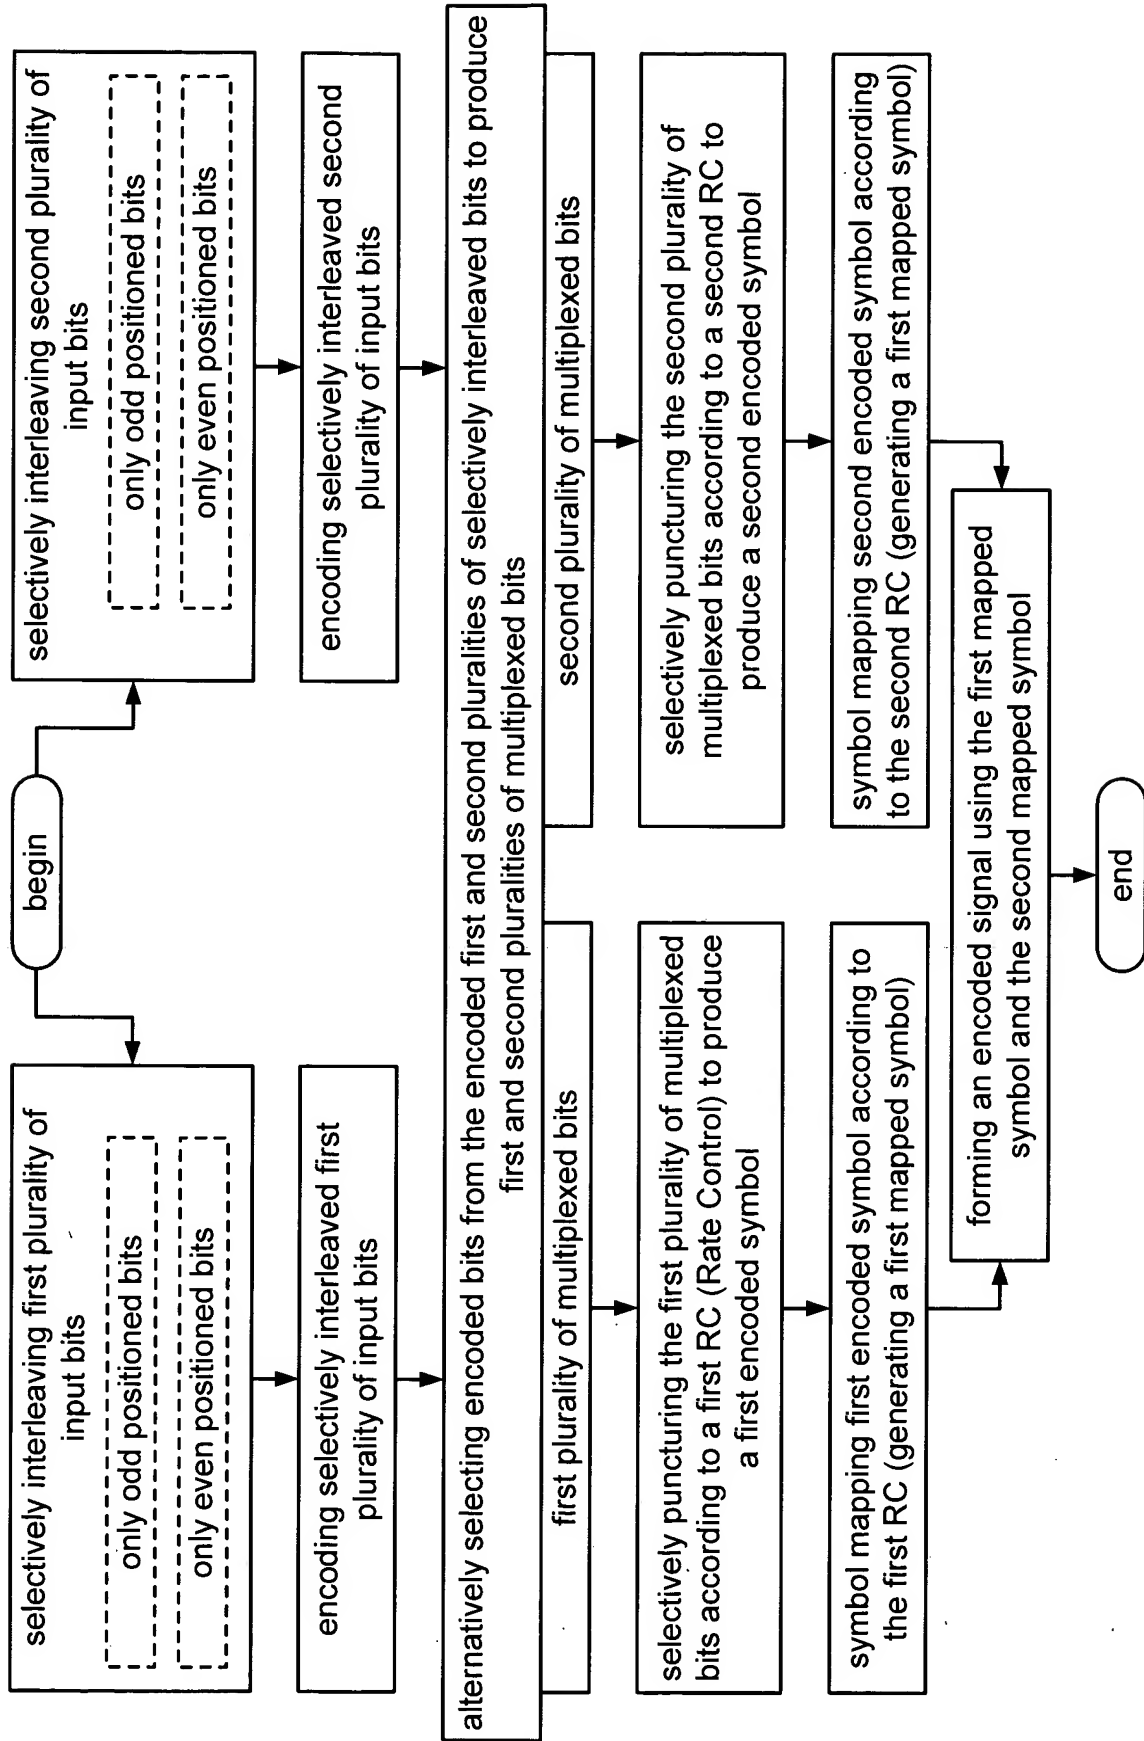 begin
selectively interleaving first plurality of
input bits
only odd positioned bits
only even positioned bits
encoding selectively interleaved first
plurality of input bits
selectively interleaving second plurality of
input bits
only odd positioned bits
only even positioned bits
encoding selectively interleaved second
plurality of input bits
alternatively selecting encoded bits from the encoded first and second pluralities of selectively interleaved bits to produce
first and second pluralities of multiplexed bits
first plurality of multiplexed bits
selectively puncturing the first plurality of multiplexed
bits according to a first RC (Rate Control) to produce
a first encoded symbol
symbol mapping first encoded symbol according to
the first RC (generating a first mapped symbol)
second plurality of multiplexed bits
selectively puncturing the second plurality of
multiplexed bits according to a second RC to
produce a second encoded symbol
symbol mapping second encoded symbol according
to the second RC (generating a first mapped symbol)
forming an encoded signal using the first mapped
symbol and the second mapped symbol
end